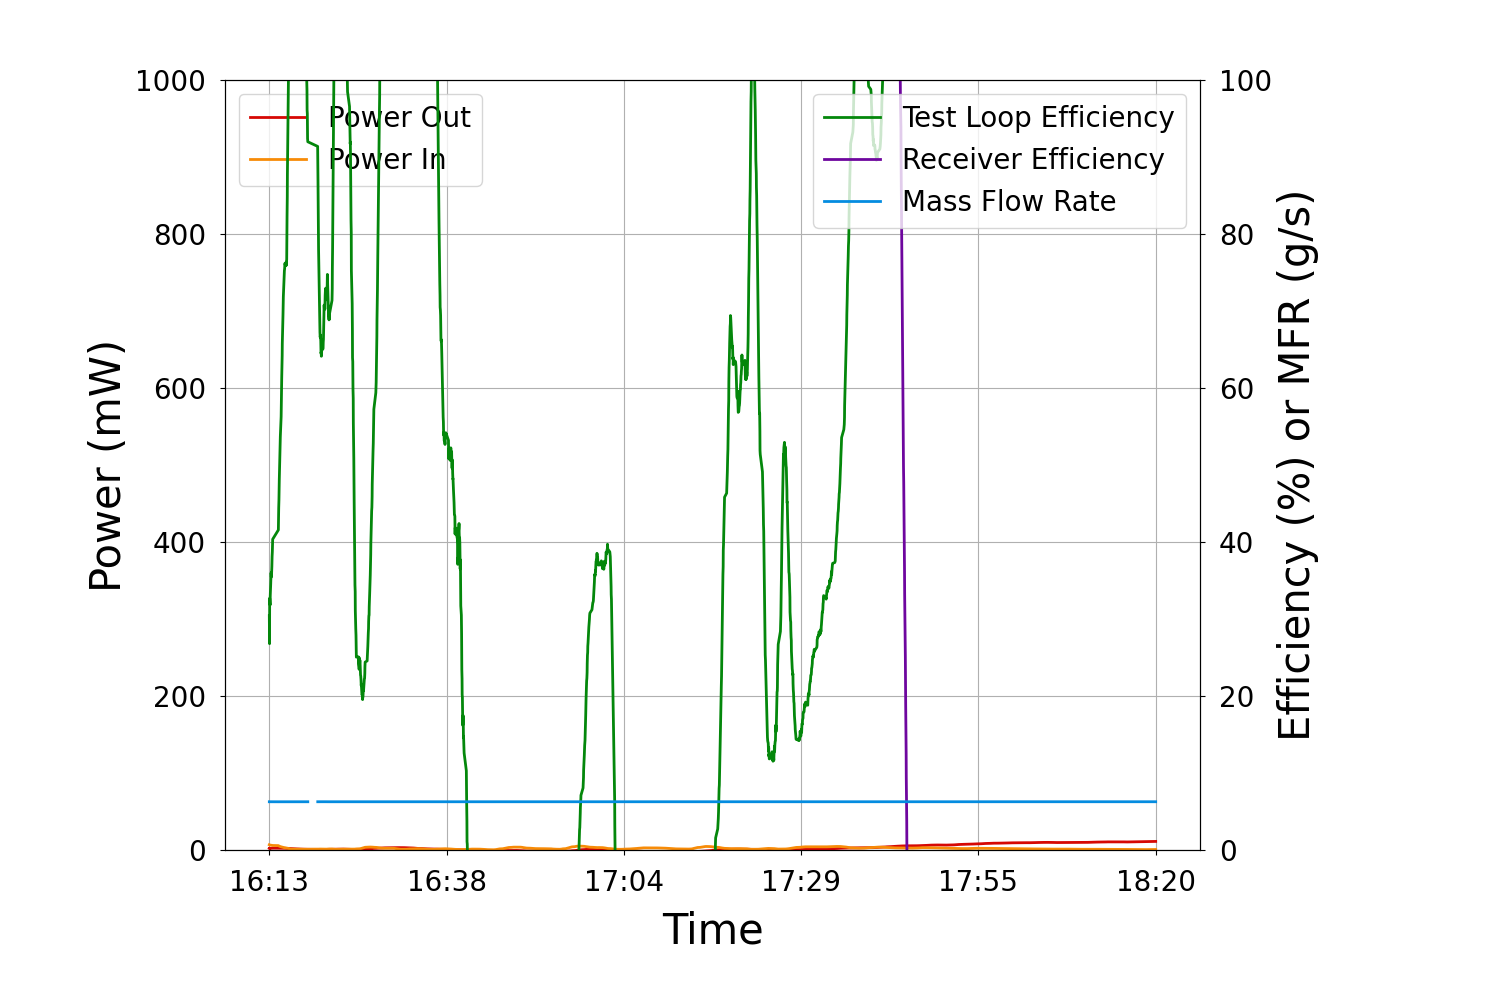 1000
800
600
400
200
0
Power (mW)
Power Out
Power In
Test Loop Efficiency
Receiver Efficiency
Mass Flow Rate
100
80
60
40
20
0
Efficiency (%) or MFR (g/s)
16:13 16:38 17:04 17:29 17:55 18:20
Time